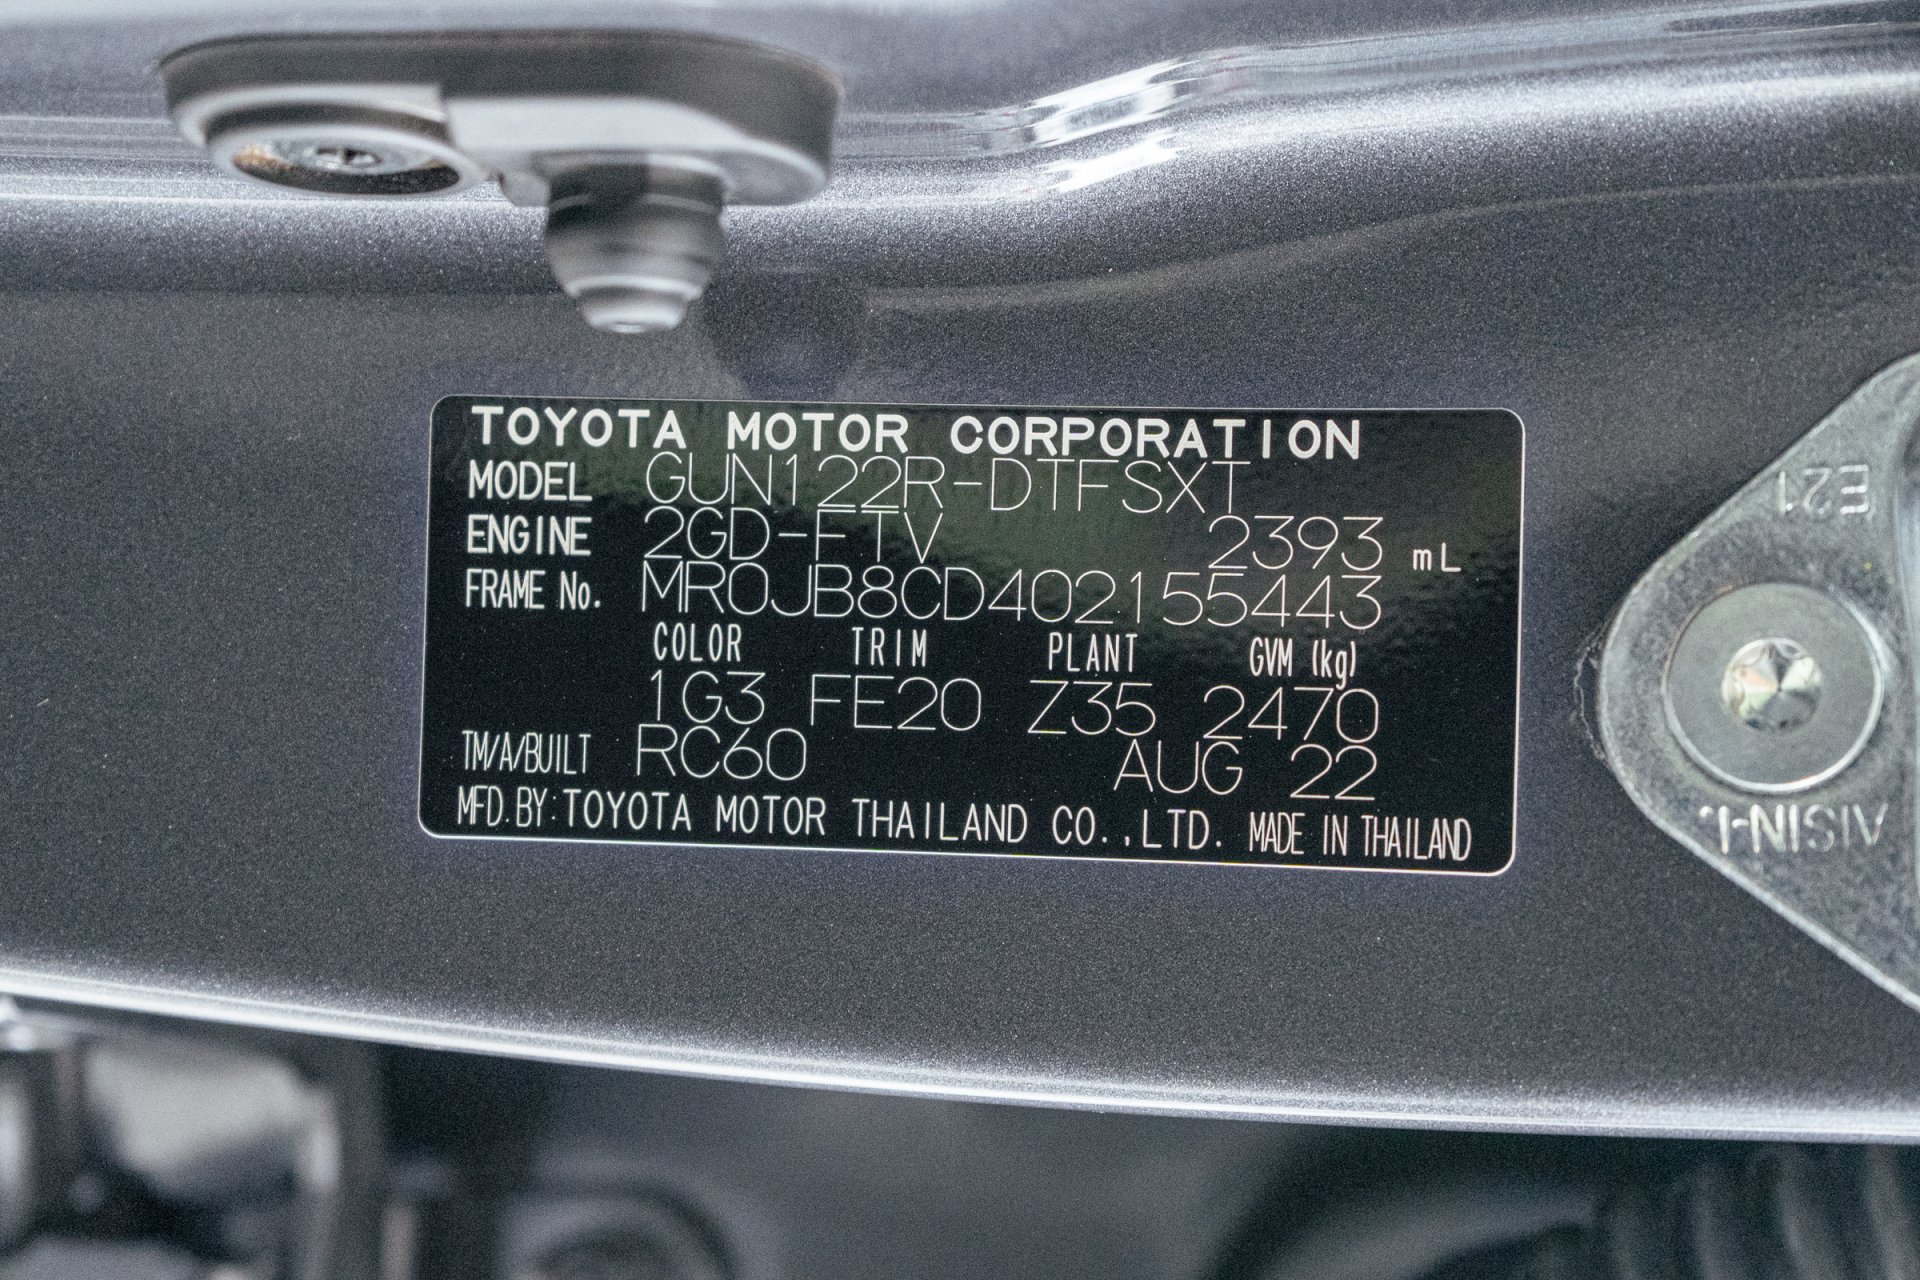 TOYOTA MOTOR CORPORATION
MODEL GUN122R-DTFSXT
ENGINE 2GD-FTV 2393 mL
FRAME No. MR0JB8CD402155443
COLOR TRIM PLANT GVM (kg)
1G3 FE20 Z35 2470
TM/A/BUILT RC60 AUG 22
MFD.BY:TOYOTA MOTOR THAILAND CO.,LTD. MADE IN THAILAND
E21
AISIN-I.